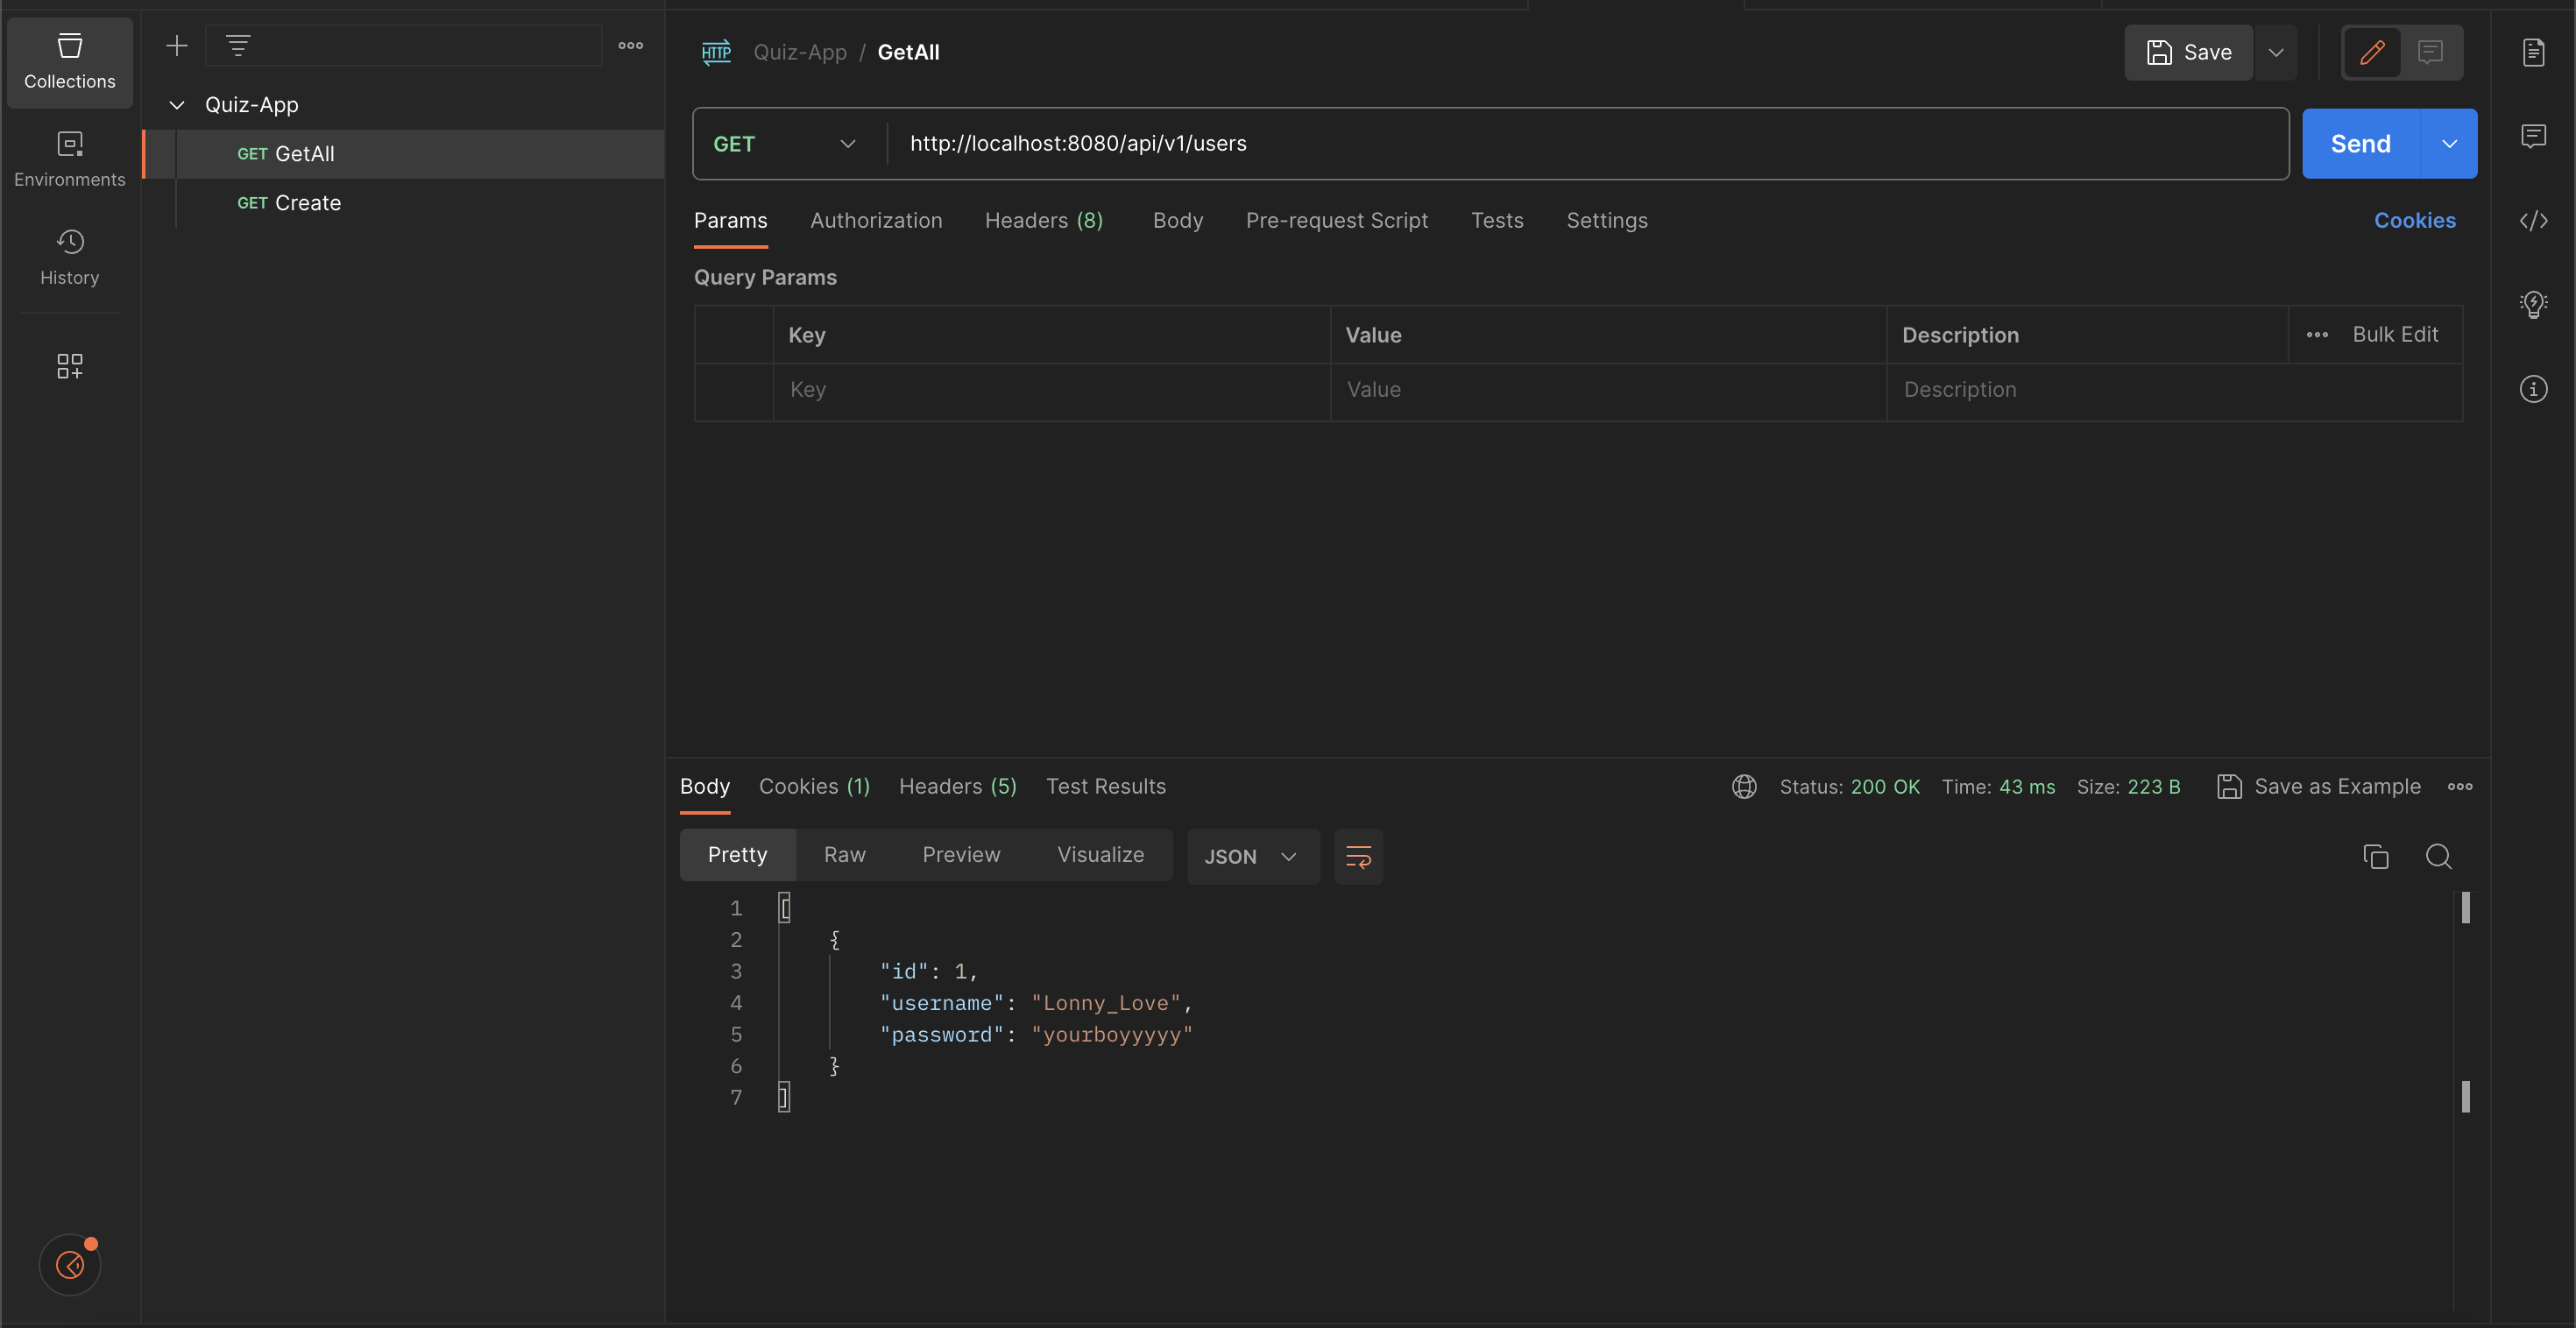 Collections
Environments
History
Quiz-App
GET GetAll
GET Create
HTTP Quiz-App / GetAll
Save
GET http://localhost:8080/api/v1/users
Send
Params Authorization Headers (8) Body Pre-request Script Tests Settings Cookies
Query Params
Key Value Description Bulk Edit
Key Value Description
Body Cookies (1) Headers (5) Test Results Status: 200 OK Time: 43 ms Size: 223 B Save as Example
Pretty Raw Preview Visualize JSON
1 [
2 {
3 "id": 1,
4 "username": "Lonny_Love",
5 "password": "yourboyyyyy"
6 }
7 ]